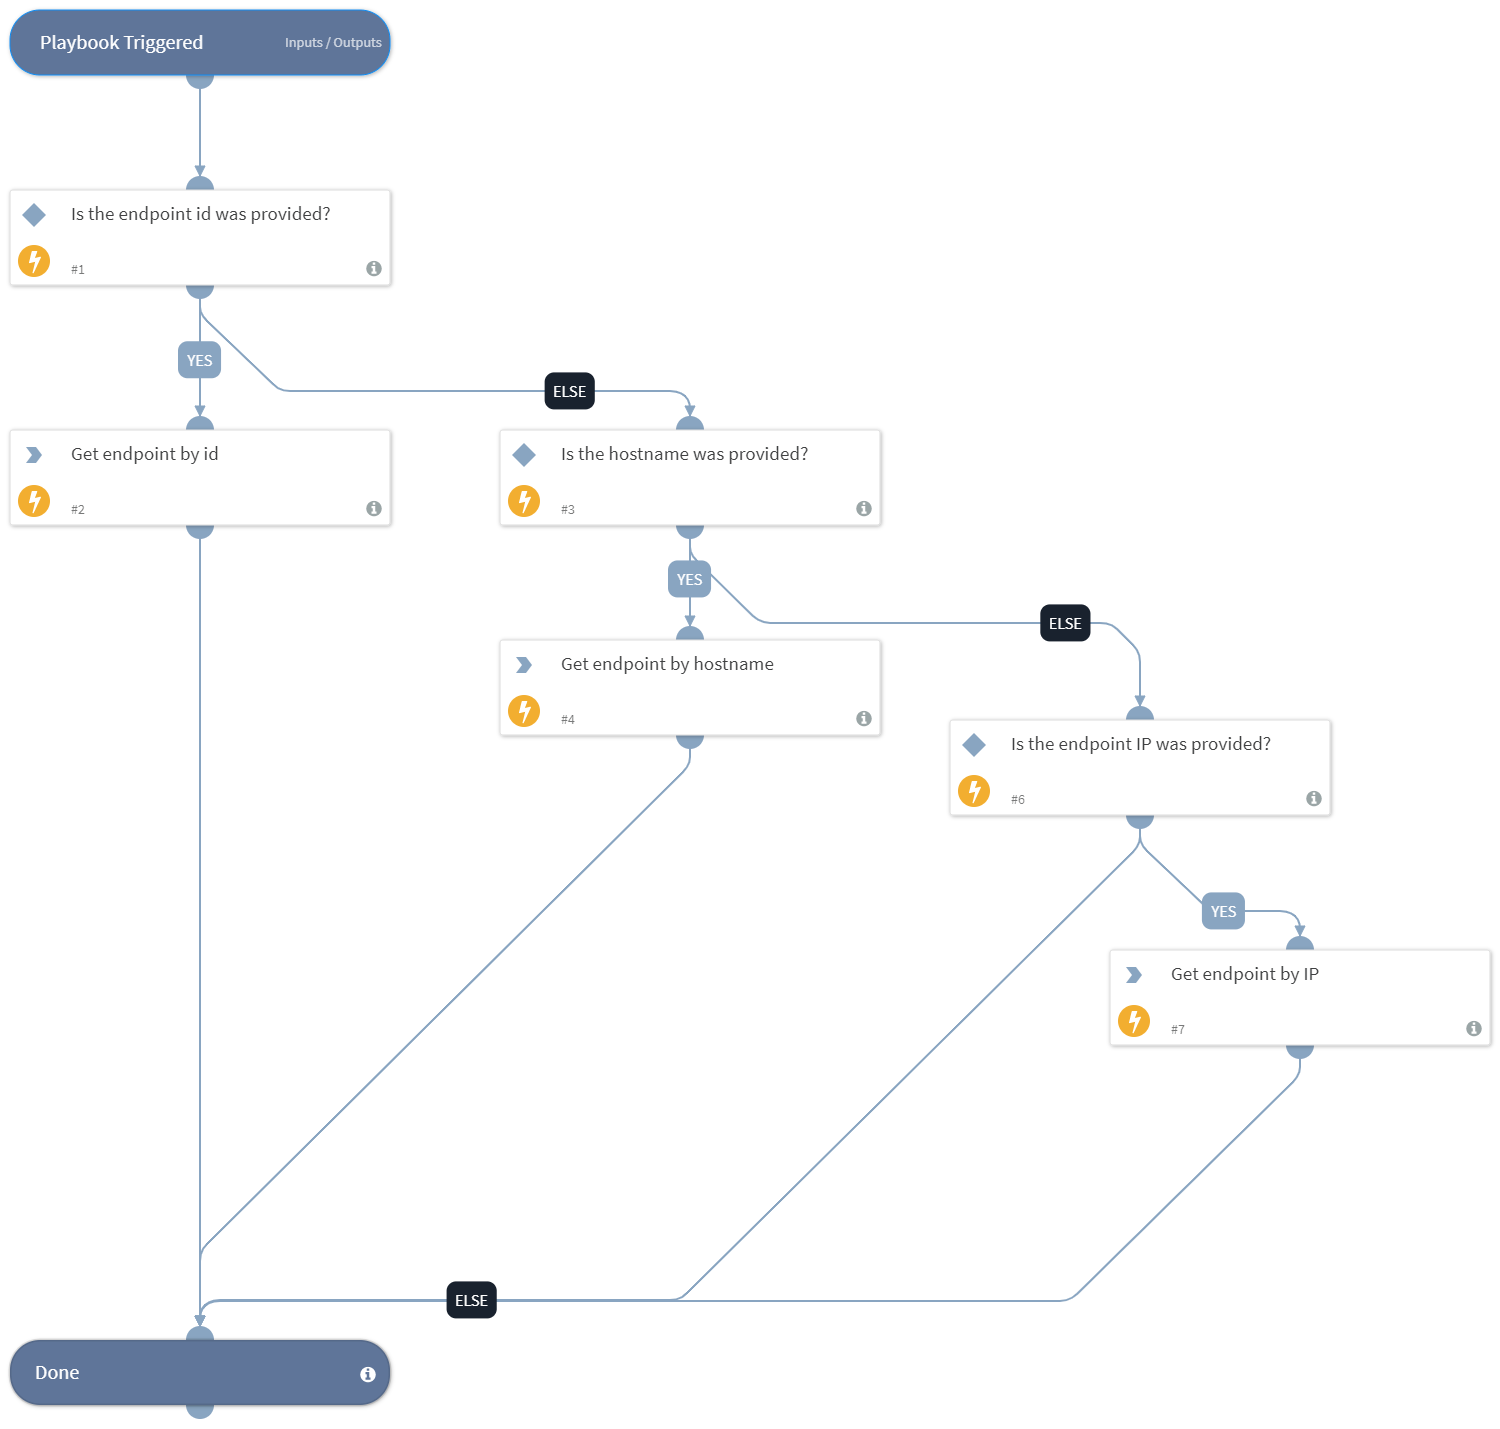 Playbook Triggered
Inputs / Outputs
Is the endpoint id was provided?
#1
YES
ELSE
Get endpoint by id
#2
Is the hostname was provided?
#3
YES
ELSE
Get endpoint by hostname
#4
Is the endpoint IP was provided?
#6
YES
Get endpoint by IP
#7
ELSE
Done